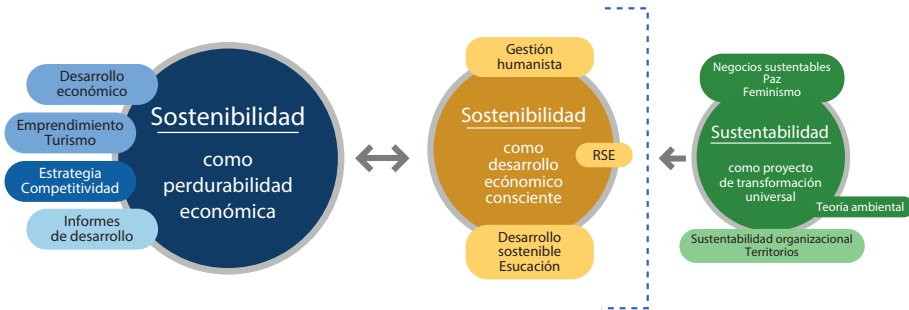 Desarrollo
económico
Emprendimiento
Turismo
Estrategia
Competitividad
Informes
de desarrollo
Sostenibilidad
como
perdurabilidad
económica
Gestión
humanista
Sostenibilidad
como
desarrollo
ecónomico
consciente
RSE
Desarrollo
sostenible
Esucación
Negocios sustentables
Paz
Feminismo
Sustentabilidad
como proyecto
de transformación
universal
Teoría ambiental
Sustentabilidad organizacional
Territorios